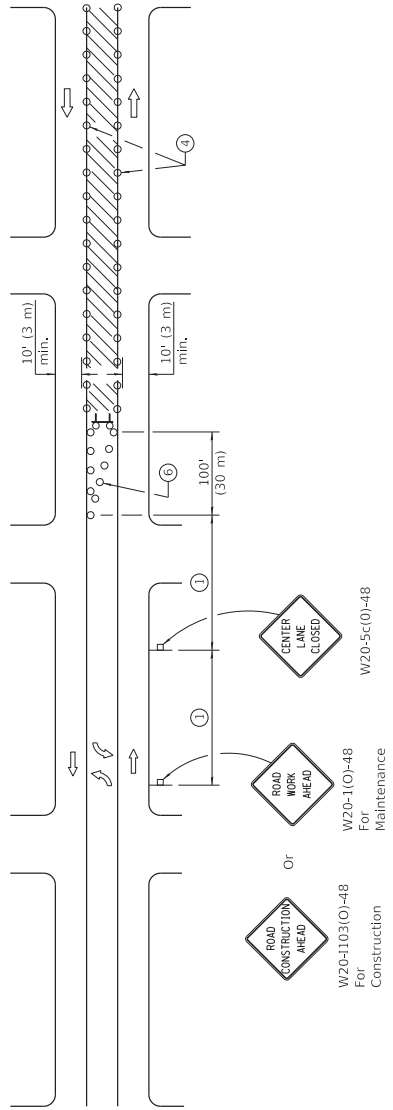 10' (3 m)
min.
10' (3 m)
min.
4
6
100'
(30 m)
1
1
CENTER
LANE
CLOSED
W20-5c(O)-48
ROAD
WORK
AHEAD
W20-1(O)-48
For
Maintenance
Or
ROAD
CONSTRUCTION
AHEAD
W20-I103(O)-48
For
Construction